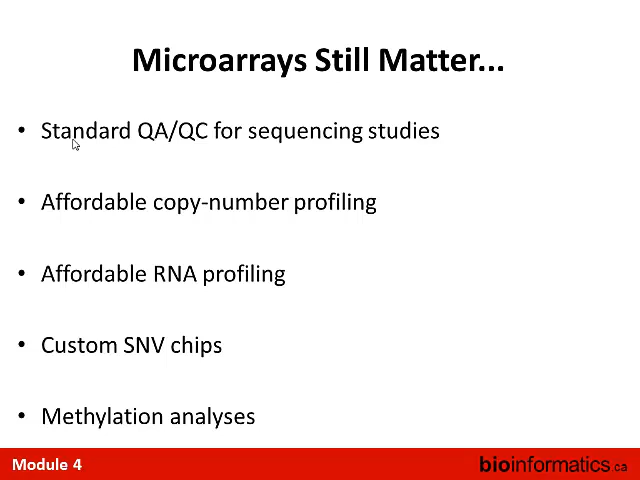 Microarrays Still Matter...
• Standard QA/QC for sequencing studies
• Affordable copy-number profiling
• Affordable RNA profiling
• Custom SNV chips
• Methylation analyses
Module 4
bioinformatics.ca